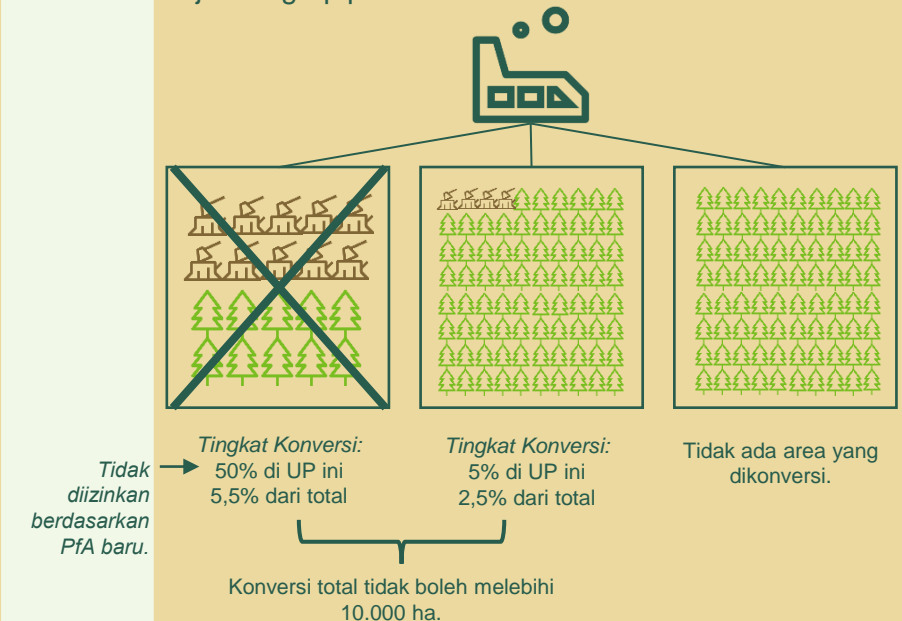 Tingkat Konversi:
50% di UP ini
5,5% dari total
Tingkat Konversi:
5% di UP ini
2,5% dari total
Tidak ada area yang
dikonversi.
Tidak
diizinkan
berdasarkan
PfA baru.
Konversi total tidak boleh melebihi
10.000 ha.